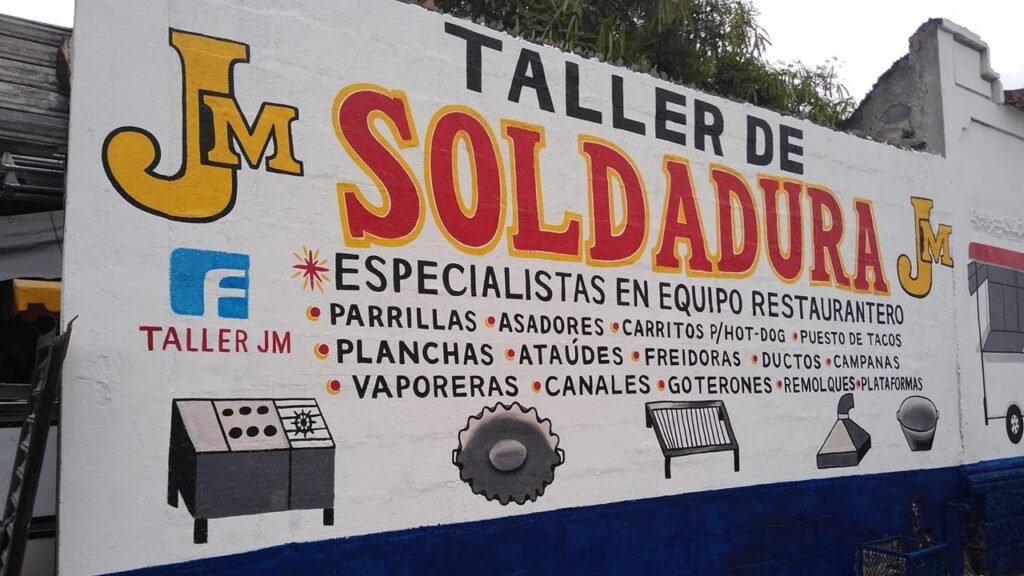 JM
TALLER DE
SOLDADURA
JM
f
TALLER JM
ESPECIALISTAS EN EQUIPO RESTAURANTERO
• PARRILLAS • ASADORES • CARRITOS P/HOT-DOG • PUESTO DE TACOS
• PLANCHAS • ATAÚDES • FREIDORAS • DUCTOS • CAMPANAS
• VAPORERAS • CANALES • GOTERONES • REMOLQUES • PLATAFORMAS